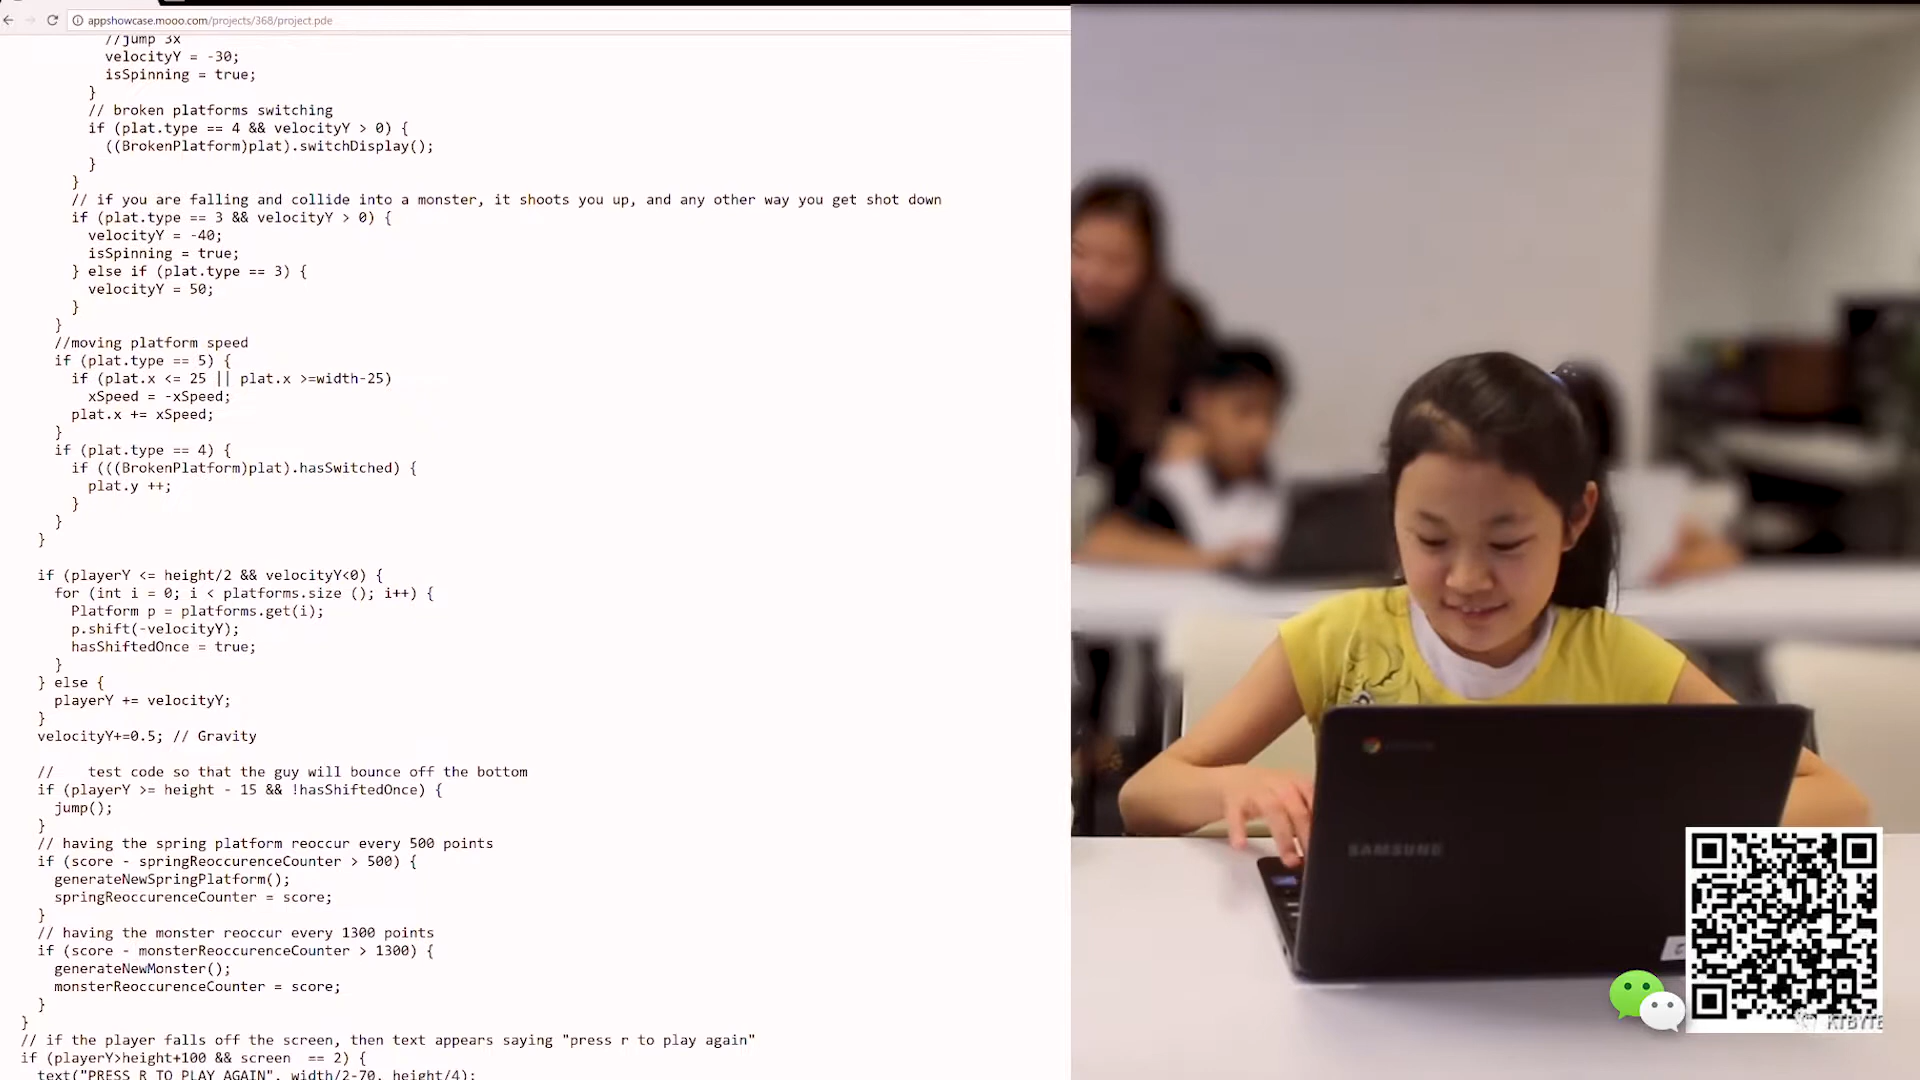 appshowcase.mooo.com/projects/368/project.pde
//jump 3x
velocityY = -30;
isSpinning = true;
}
// broken platforms switching
if (plat.type == 4 && velocityY > 0) {
((BrokenPlatform)plat).switchDisplay();
}
}
// if you are falling and collide into a monster, it shoots you up, and any other way you get shot down
if (plat.type == 3 && velocityY > 0) {
velocityY = -40;
isSpinning = true;
} else if (plat.type == 3) {
velocityY = 50;
}
}
//moving platform speed
if (plat.type == 5) {
if (plat.x <= 25 || plat.x >=width-25)
xSpeed = -xSpeed;
plat.x += xSpeed;
}
if (plat.type == 4) {
if (((BrokenPlatform)plat).hasSwitched) {
plat.y ++;
}
}
}
if (playerY <= height/2 && velocityY<0) {
for (int i = 0; i < platforms.size (); i++) {
Platform p = platforms.get(i);
p.shift(-velocityY);
hasShiftedOnce = true;
}
} else {
playerY += velocityY;
}
velocityY+=0.5; // Gravity
// test code so that the guy will bounce off the bottom
if (playerY >= height - 15 && !hasShiftedOnce) {
jump();
}
// having the spring platform reoccur every 500 points
if (score - springReoccurenceCounter > 500) {
generateNewSpringPlatform();
springReoccurenceCounter = score;
}
// having the monster reoccur every 1300 points
if (score - monsterReoccurenceCounter > 1300) {
generateNewMonster();
monsterReoccurenceCounter = score;
}
}
// if the player falls off the screen, then text appears saying "press r to play again"
if (playerY>height+100 && screen == 2) {
text("PRESS R TO PLAY AGAIN", width/2-70, height/4);
SAMSUNG
KTBYTE